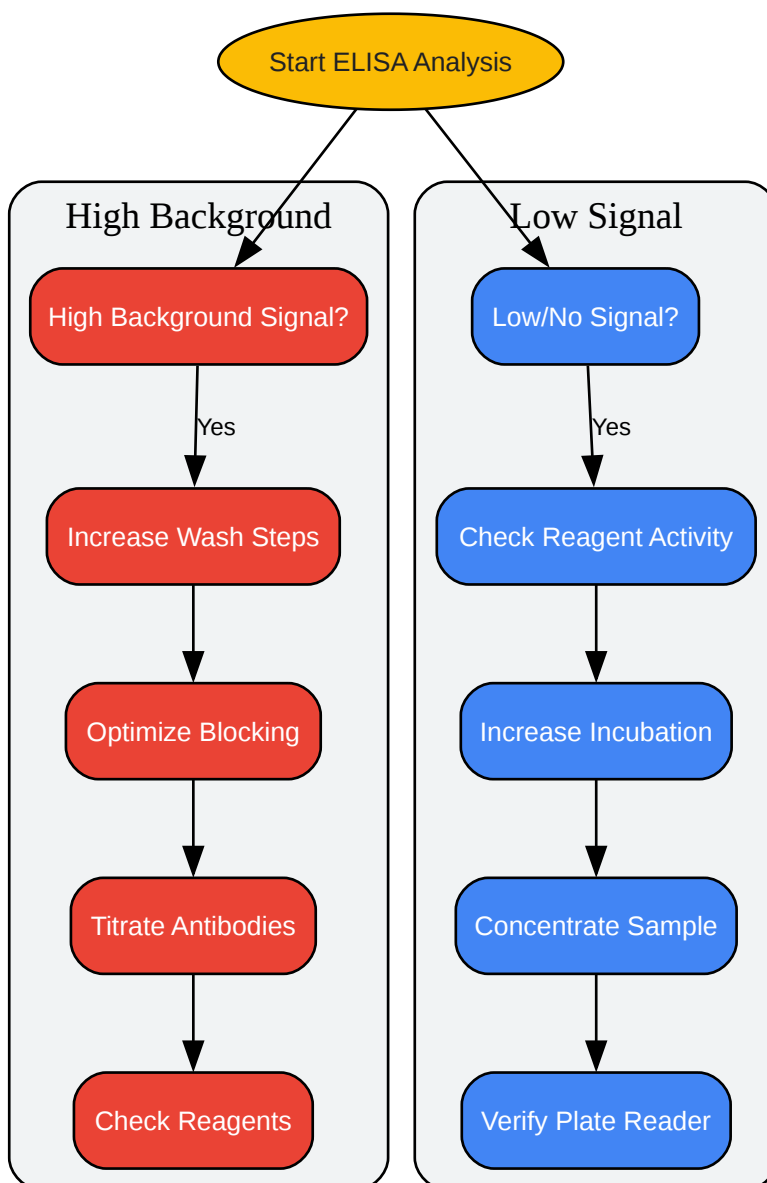 Start ELISA Analysis
High Background
High Background Signal?
Yes
Increase Wash Steps
Optimize Blocking
Titrate Antibodies
Check Reagents
Low Signal
Low/No Signal?
Yes
Check Reagent Activity
Increase Incubation
Concentrate Sample
Verify Plate Reader